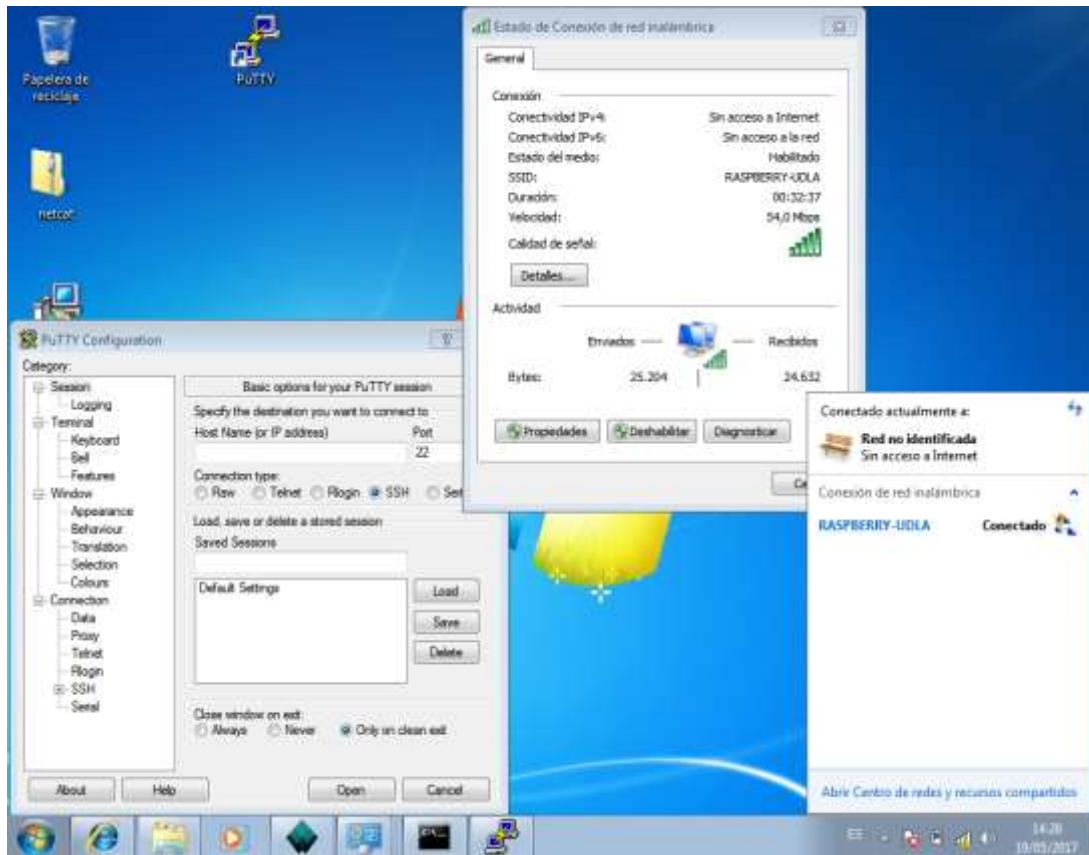 Papelera de
reciclaje
PuTTY
netcat
Estado de Conexión de red inalámbrica
General
Conexión
Conectividad IPv4: Sin acceso a Internet
Conectividad IPv6: Sin acceso a la red
Estado del medio: Habilitado
SSID: RASPBERRY-UDLA
Duración: 00:32:37
Velocidad: 54,0 Mbps
Calidad de señal:
Detalles...
Actividad
Enviados Recibidos
Bytes: 25.204 24.632
Propiedades Deshabilitar Diagnosticar
PuTTY Configuration
Category:
Session
Logging
Terminal
Keyboard
Bell
Features
Window
Appearance
Behaviour
Translation
Selection
Colours
Connection
Data
Proxy
Telnet
Rlogin
SSH
Serial
Basic options for your PuTTY session
Specify the destination you want to connect to
Host Name (or IP address) Port
22
Connection type:
Raw Telnet Rlogin SSH Ser
Load, save or delete a stored session
Saved Sessions
Default Settings
Load
Save
Delete
Close window on exit:
Always Never Only on clean exit
About Help Open Cancel
Conectado actualmente a:
Red no identificada
Sin acceso a Internet
Conexión de red inalámbrica
RASPBERRY-UDLA Conectado
Abrir Centro de redes y recursos compartidos
ES
14:28
19/05/2017